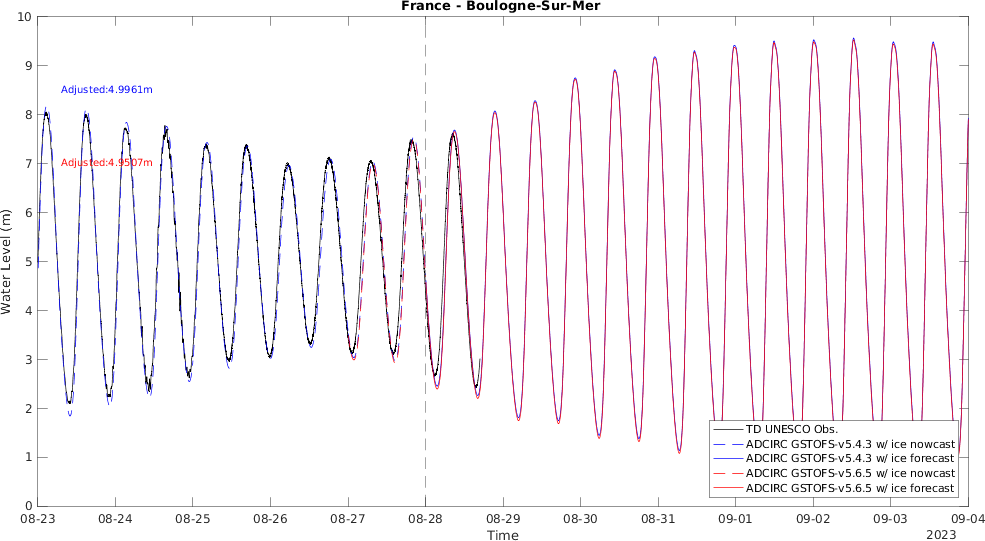 France - Boulogne-Sur-Mer
10
9
8
7
6
5
4
3
2
1
0
Water Level (m)
Adjusted:4.9961m
Adjusted:4.9507m
TD UNESCO Obs.
ADCIRC GSTOFS-v5.4.3 w/ ice nowcast
ADCIRC GSTOFS-v5.4.3 w/ ice forecast
ADCIRC GSTOFS-v5.6.5 w/ ice nowcast
ADCIRC GSTOFS-v5.6.5 w/ ice forecast
08-23 08-24 08-25 08-26 08-27 08-28 08-29 08-30 08-31 09-01 09-02 09-03 09-04
Time
2023